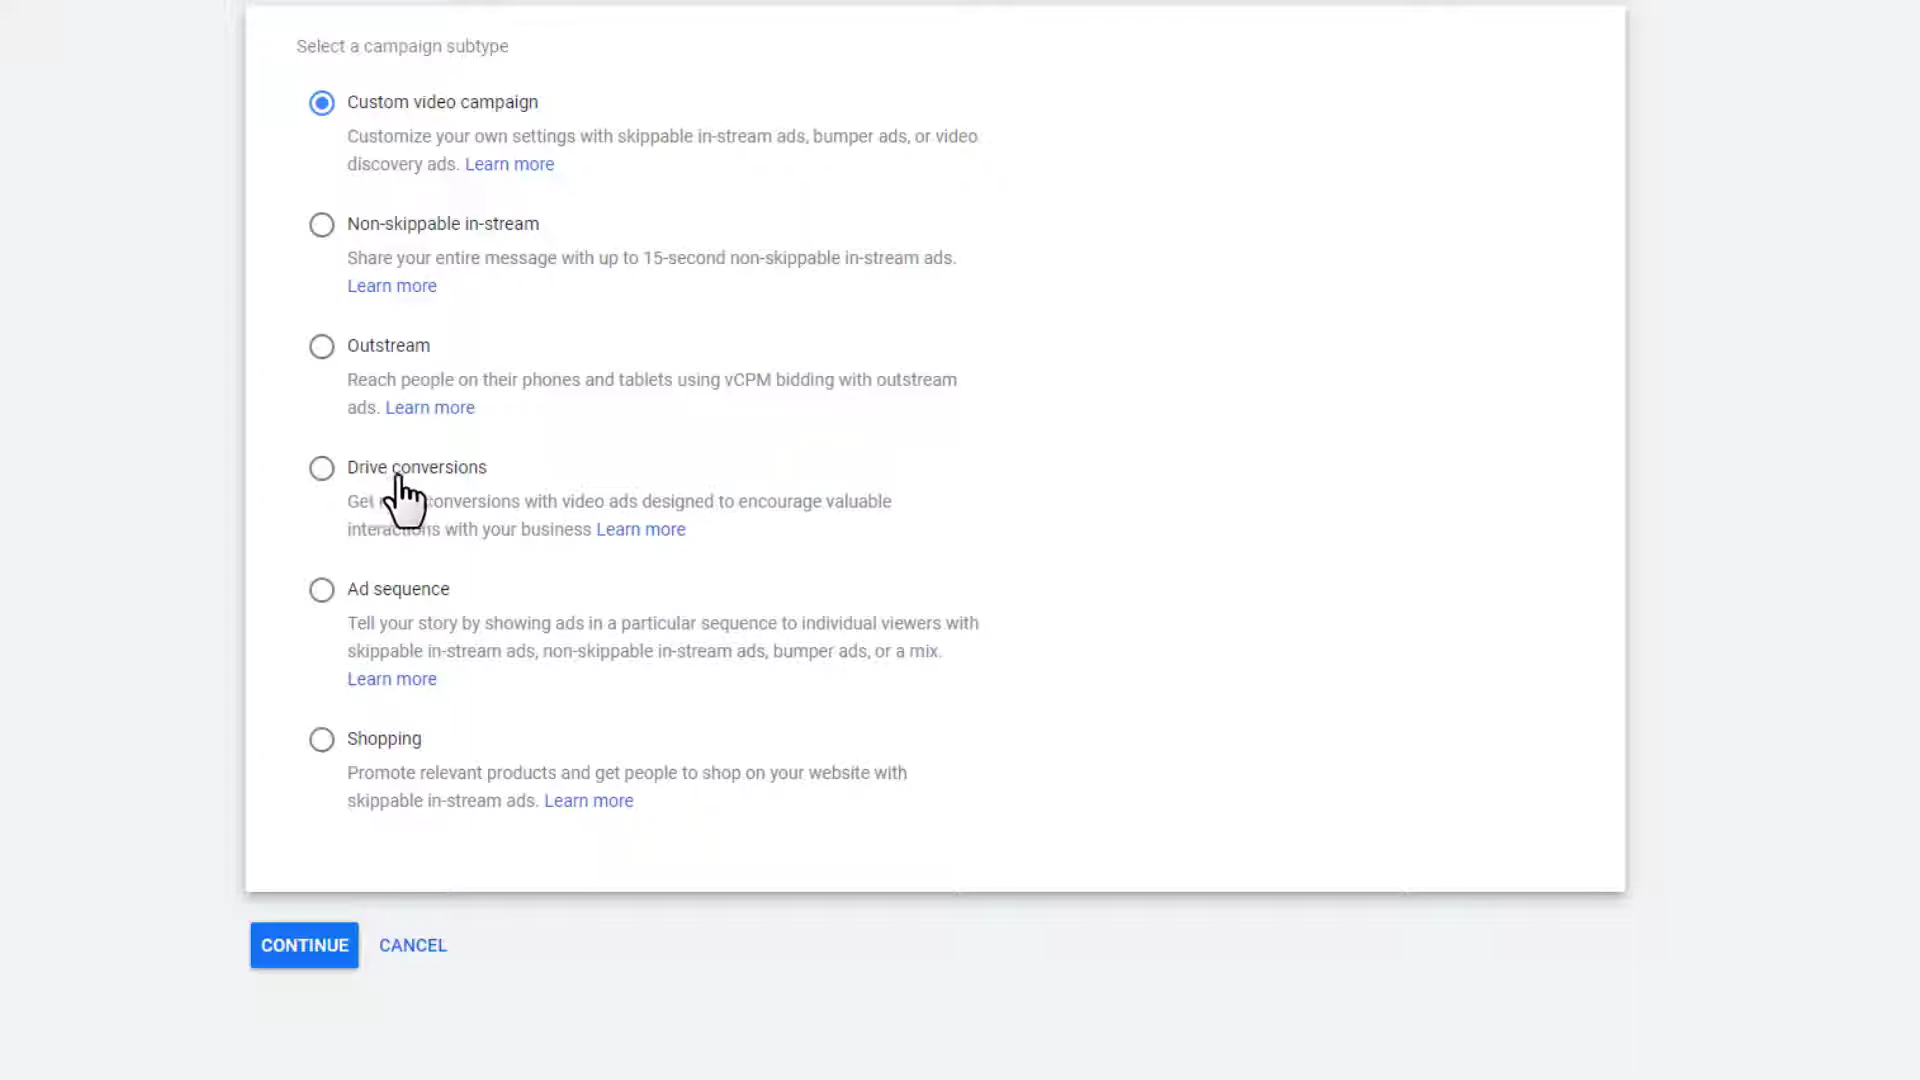 Select a campaign subtype
Custom video campaign
Customize your own settings with skippable in-stream ads, bumper ads, or video
discovery ads. Learn more
Non-skippable in-stream
Share your entire message with up to 15-second non-skippable in-stream ads.
Learn more
Outstream
Reach people on their phones and tablets using vCPM bidding with outstream
ads. Learn more
Drive conversions
Get conversions with video ads designed to encourage valuable
interactions with your business Learn more
Ad sequence
Tell your story by showing ads in a particular sequence to individual viewers with
skippable in-stream ads, non-skippable in-stream ads, bumper ads, or a mix.
Learn more
Shopping
Promote relevant products and get people to shop on your website with
skippable in-stream ads. Learn more
CONTINUE CANCEL